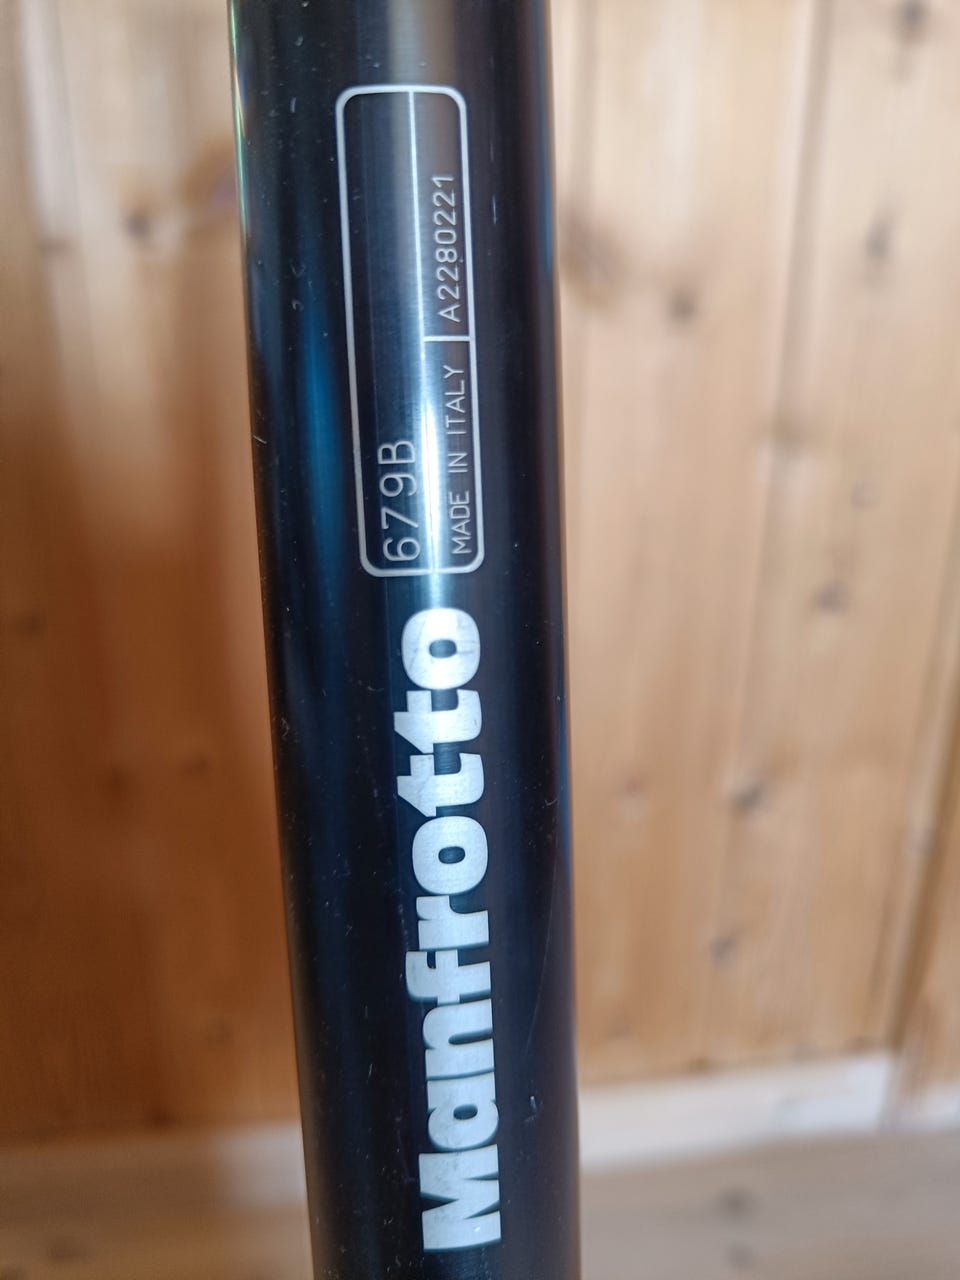 Manfrotto
679B
MADE IN ITALY A2280221